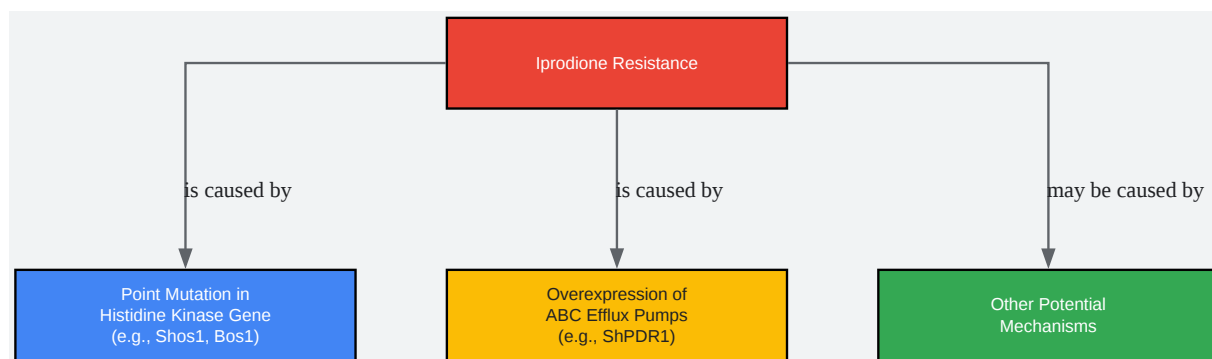 Iprodione Resistance
is caused by
is caused by
may be caused by
Point Mutation in
Histidine Kinase Gene
(e.g., Shos1, Bos1)
Overexpression of
ABC Efflux Pumps
(e.g., ShPDR1)
Other Potential
Mechanisms